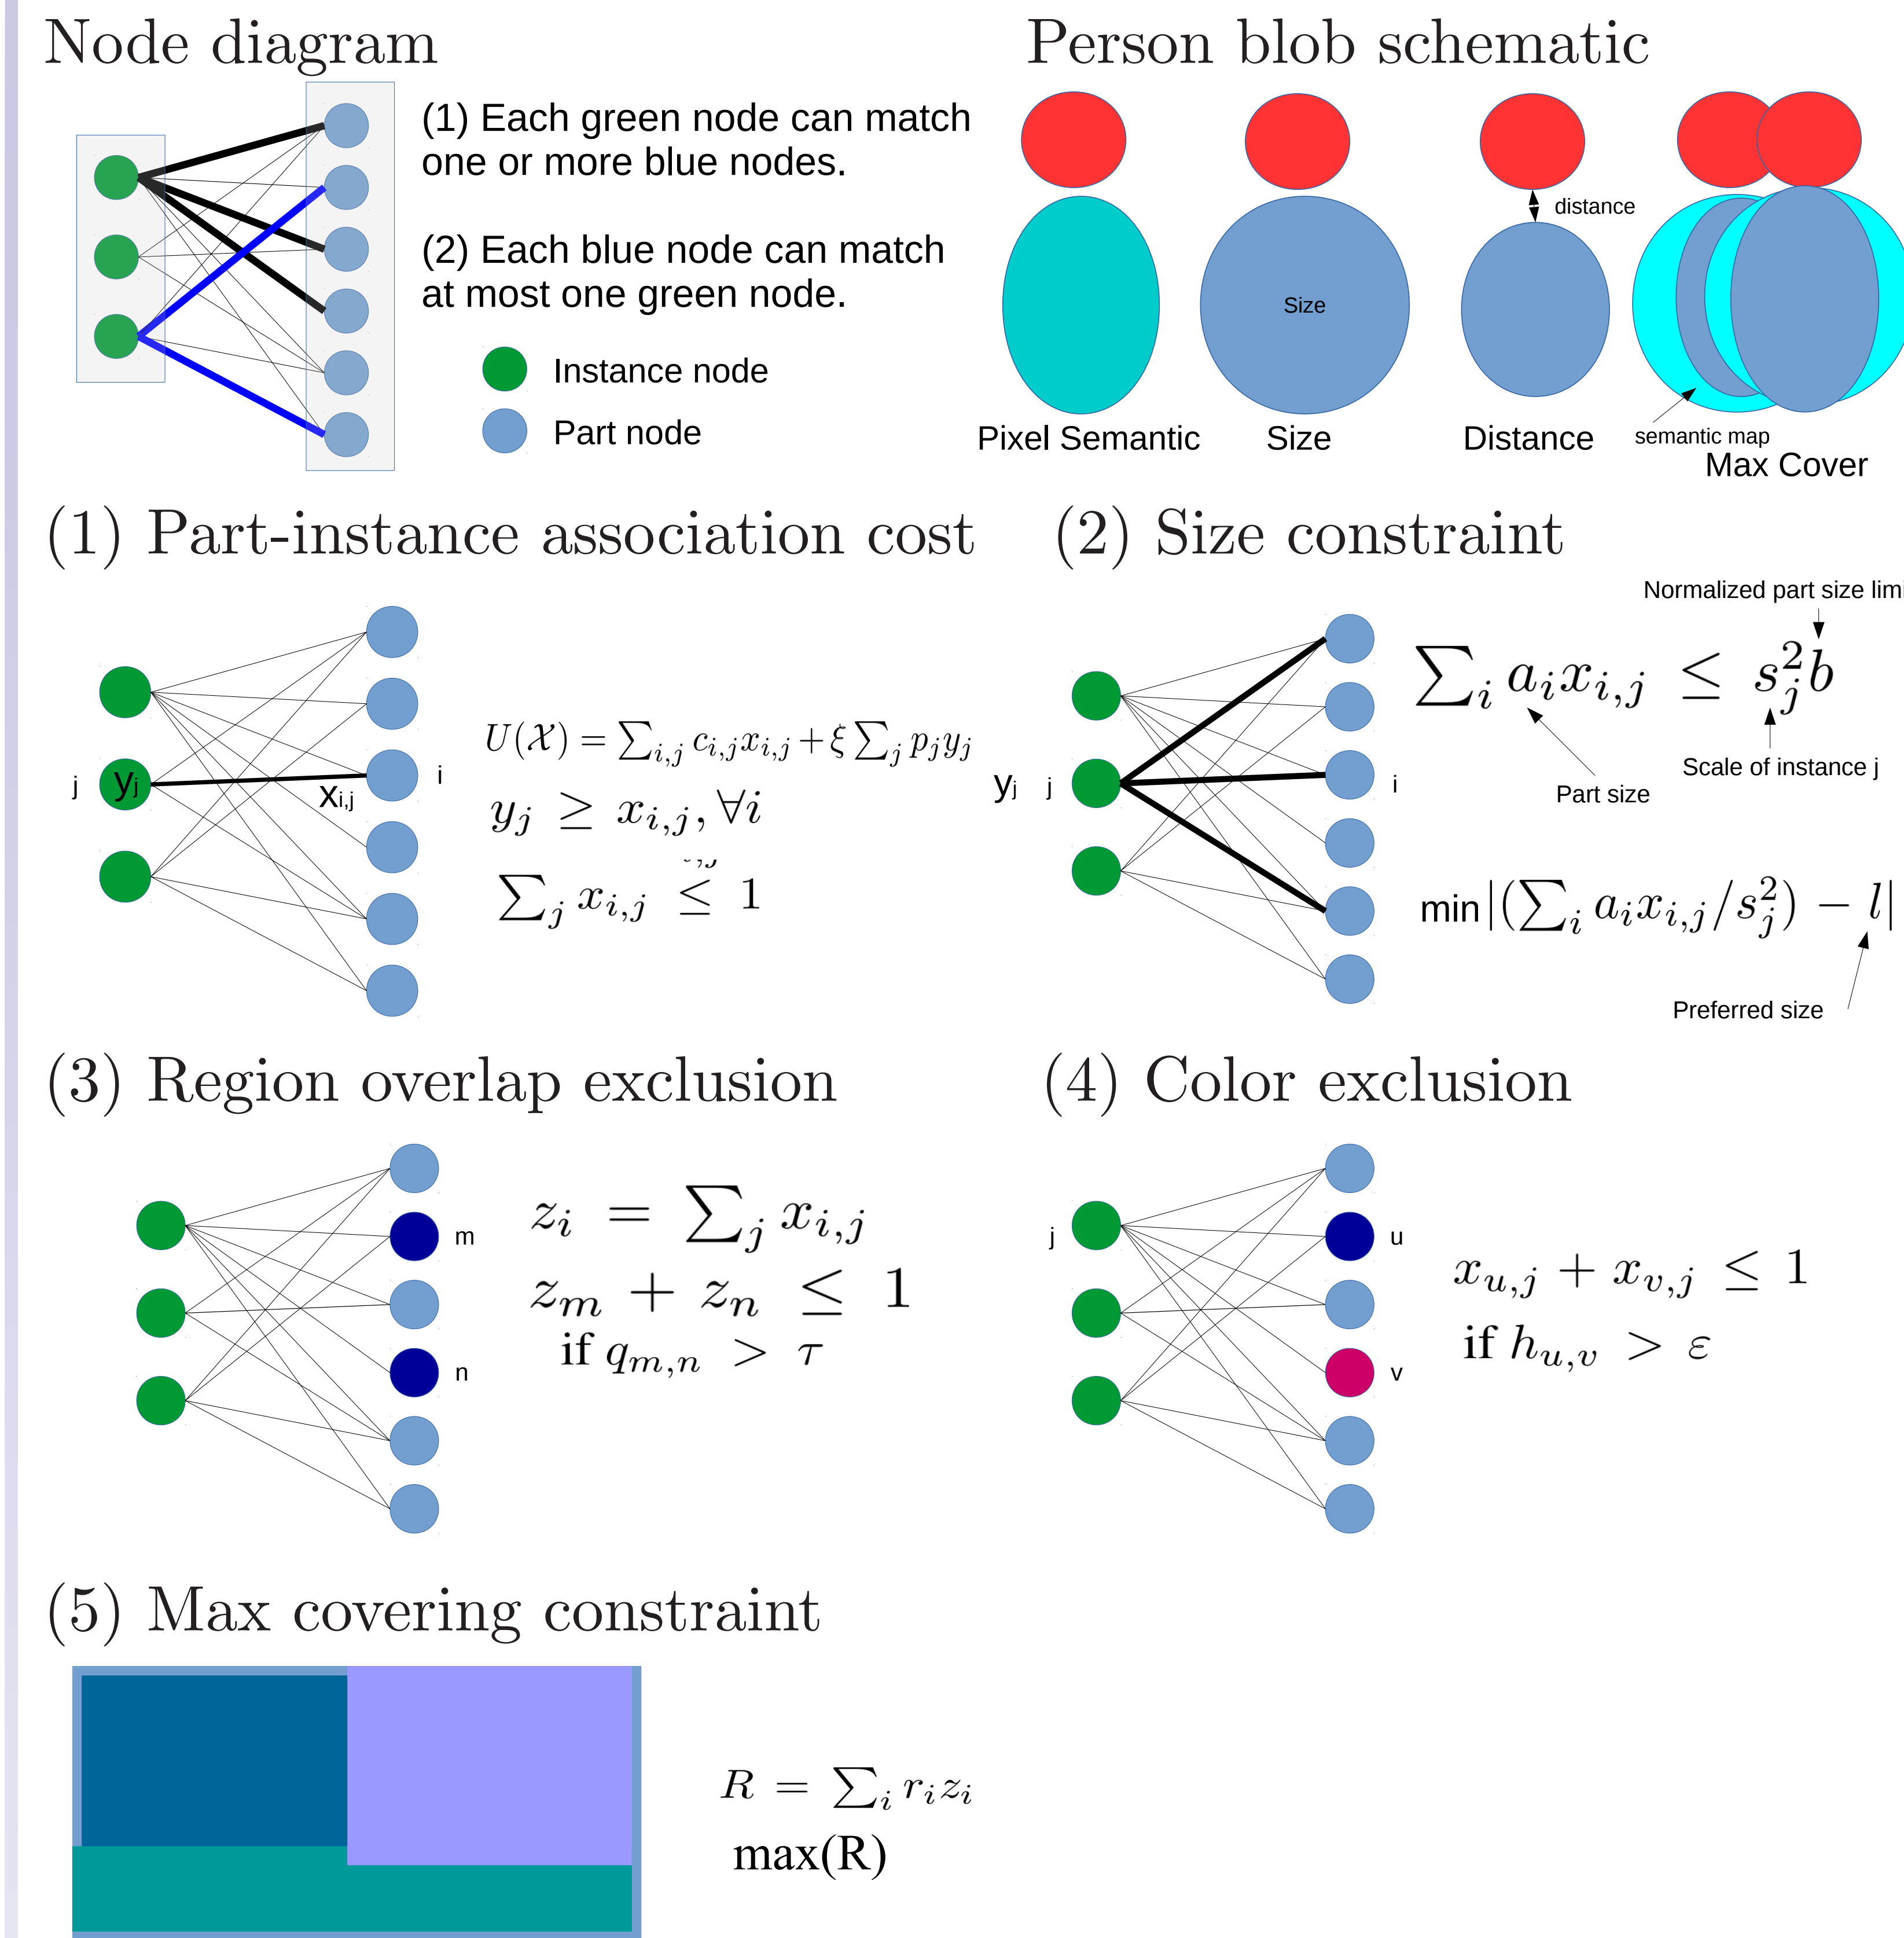 Node diagram
(1) Each green node can match
one or more blue nodes.
(2) Each blue node can match
at most one green node.
Instance node
Part node
Person blob schematic
distance
Size
semantic map
Pixel Semantic
Size
Distance
Max Cover
(1) Part-instance association cost
j
yj
xi,j
i
U(𝒳) = ∑i,j ci,jxi,j + ξ ∑j pjyj
yj ≥ xi,j, ∀i
∑j xi,j ≤ 1
(2) Size constraint
Normalized part size
∑i aixi,j ≤ sj²b
Scale of instance j
Part size
yj
j
i
min|(∑i aixi,j/sj²) − l|
Preferred size
(3) Region overlap exclusion
m
n
zi = ∑j xi,j
zm + zn ≤ 1
if qm,n > τ
(4) Color exclusion
j
u
v
xu,j + xv,j ≤ 1
if hu,v > ε
(5) Max covering constraint
R = ∑i rizi
max(R)